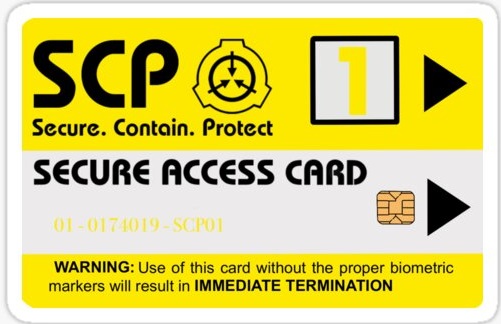 SCP
1
Secure. Contain. Protect
SECURE ACCESS CARD
01 - 0174019 - SCP01
WARNING: Use of this card without the proper biometric
markers will result in IMMEDIATE TERMINATION